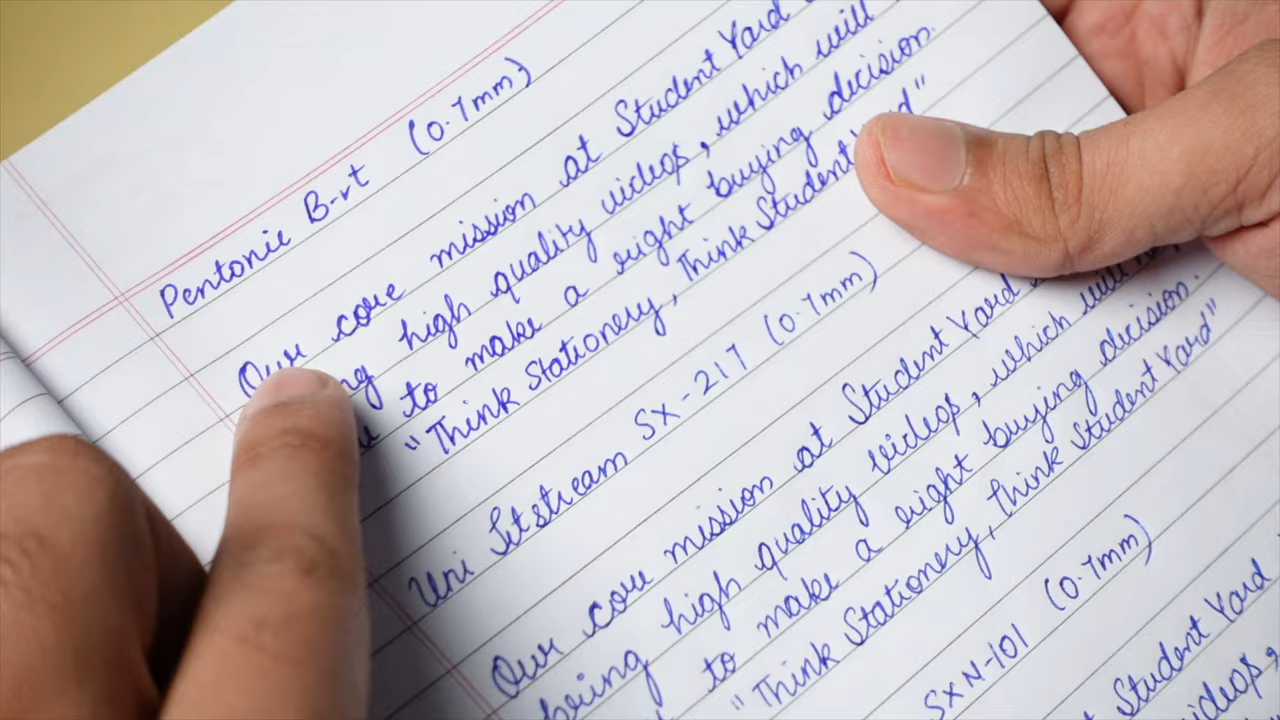 Pentonic B-rt (0.7mm)
Our core mission at Student Yard
high quality videos, which will
to make a right buying decision.
"Think Stationery, Think Student
Uni Jetstream SX-217 (0.7mm)
Our core mission at Student Yard
bring high quality videos, which will
to make a right buying decision.
"Think Stationery, Think Student Yard"
SXN-101 (0.7mm)
Student Yard
videos,